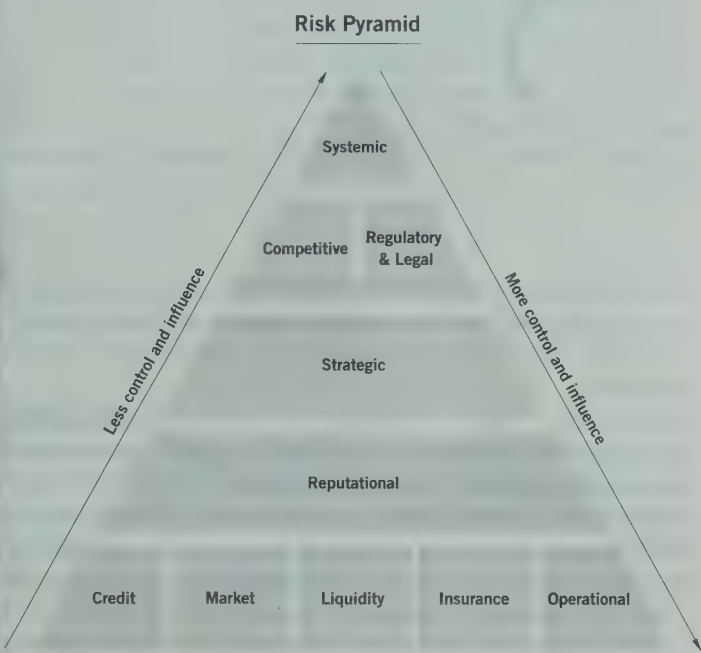 Risk Pyramid
Systemic
Competitive
Regulatory
& Legal
Less control and influence
More control and influence
Strategic
Reputational
Credit Market Liquidity Insurance Operational